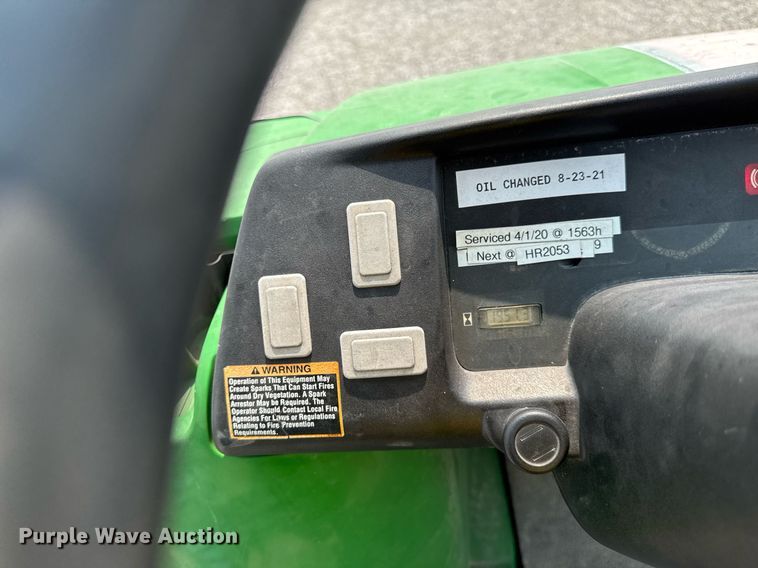 OIL CHANGED 8-23-21
Serviced 4/1/20 @ 1563h
Next @ HR2053 9
WARNING
Operation of This Equipment May
Create Sparks That Can Start Fires
Around Dry Vegetation. A Spark
Arrestor May be Required. The
Operator Should Contact Local Fire
Agencies For Laws or Regulations
Relating to Fire Prevention
Requirements.
Purple Wave Auction